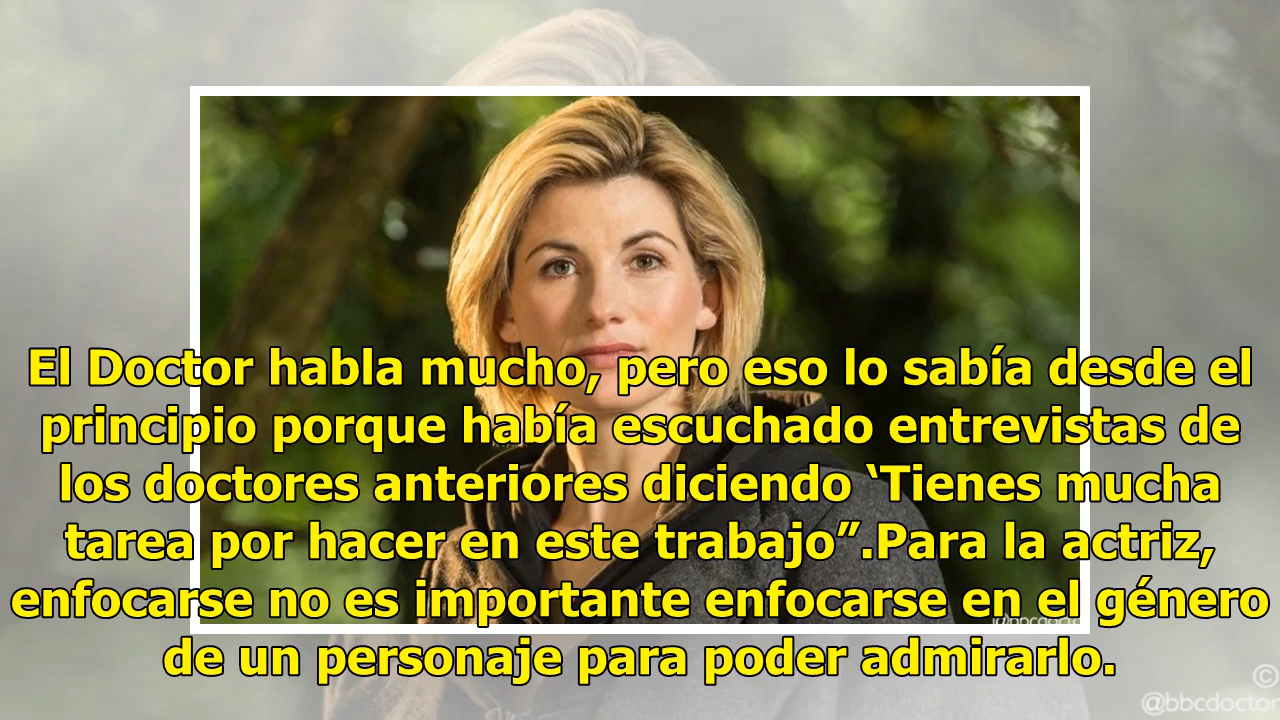 El Doctor habla mucho, pero eso lo sabía desde el
principio porque había escuchado entrevistas de
los doctores anteriores diciendo ‘Tienes mucha
tarea por hacer en este trabajo”.Para la actriz,
enfocarse no es importante enfocarse en el género
de un personaje para poder admirarlo.
©
@bbcdoctor